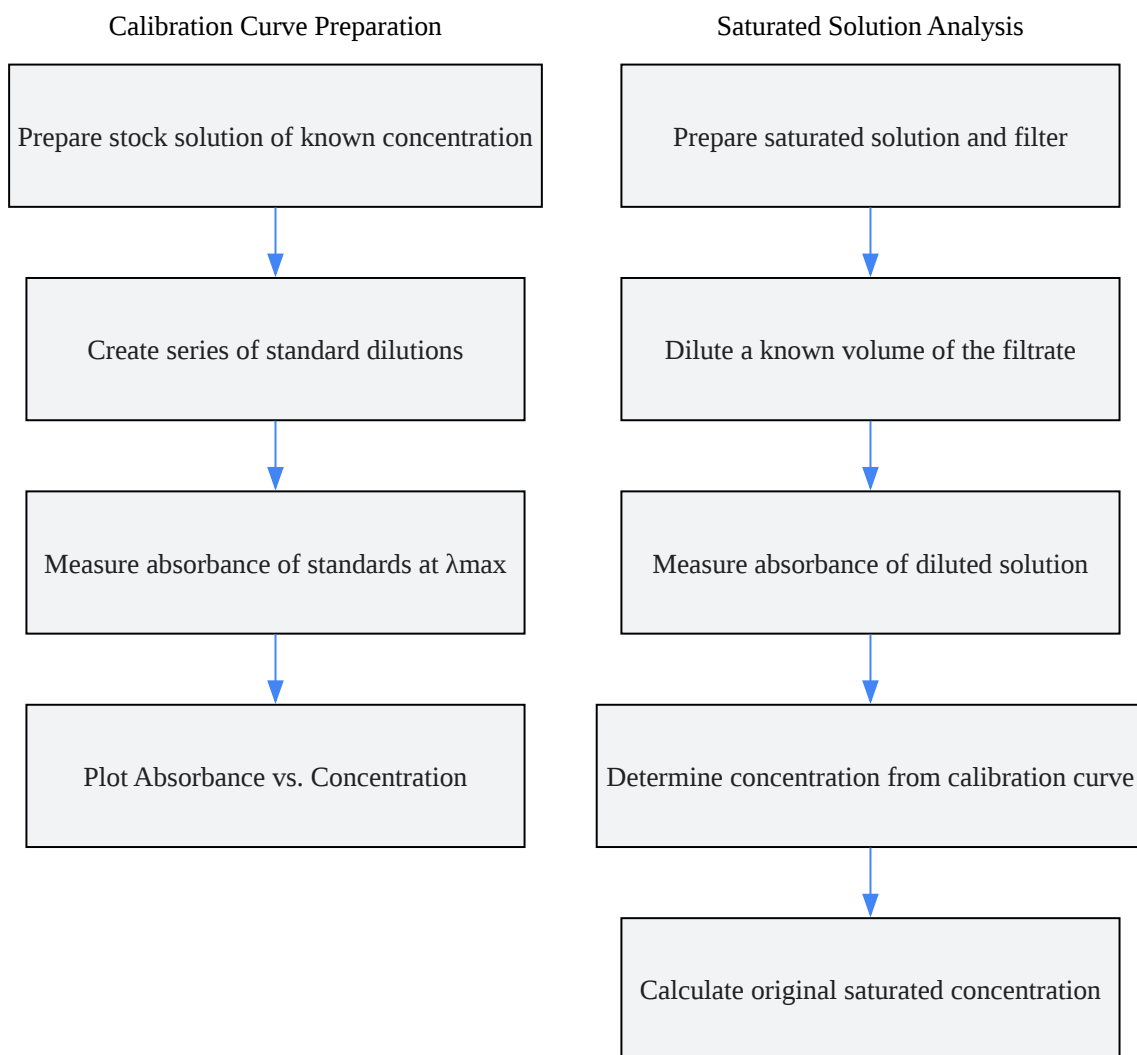 Calibration Curve Preparation
Prepare stock solution of known concentration
Create series of standard dilutions
Measure absorbance of standards at λmax
Plot Absorbance vs. Concentration
Saturated Solution Analysis
Prepare saturated solution and filter
Dilute a known volume of the filtrate
Measure absorbance of diluted solution
Determine concentration from calibration curve
Calculate original saturated concentration